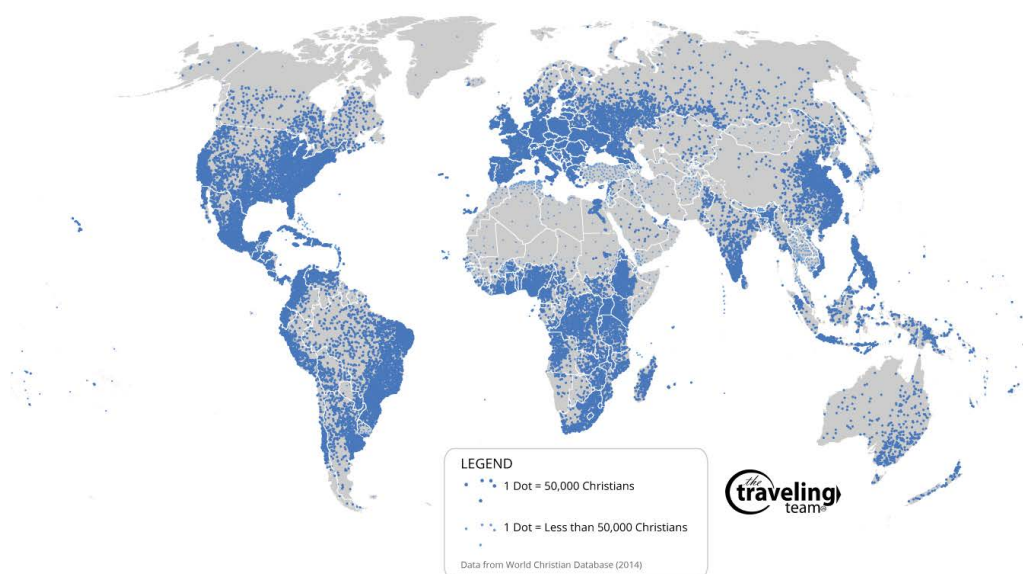 LEGEND
1 Dot = 50,000 Christians
1 Dot = Less than 50,000 Christians
Data from World Christian Database (2014)
the
traveling
team